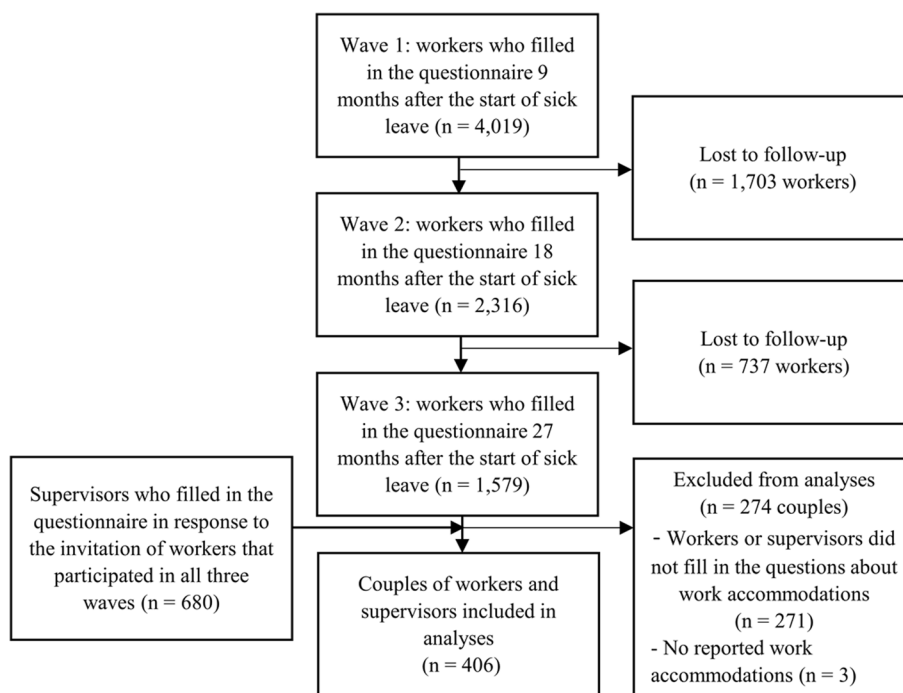 Wave 1: workers who filled
in the questionnaire 9
months after the start of sick
leave (n = 4,019)
Lost to follow-up
(n = 1,703 workers)
Wave 2: workers who filled
in the questionnaire 18
months after the start of sick
leave (n = 2,316)
Lost to follow-up
(n = 737 workers)
Wave 3: workers who filled
in the questionnaire 27
months after the start of sick
leave (n = 1,579)
Supervisors who filled in the
questionnaire in response to
the invitation of workers that
participated in all three
waves (n = 680)
Excluded from analyses
(n = 274 couples)
- Workers or supervisors did
not fill in the questions about
work accommodations
(n = 271)
- No reported work
accommodations (n = 3)
Couples of workers and
supervisors included in
analyses
(n = 406)